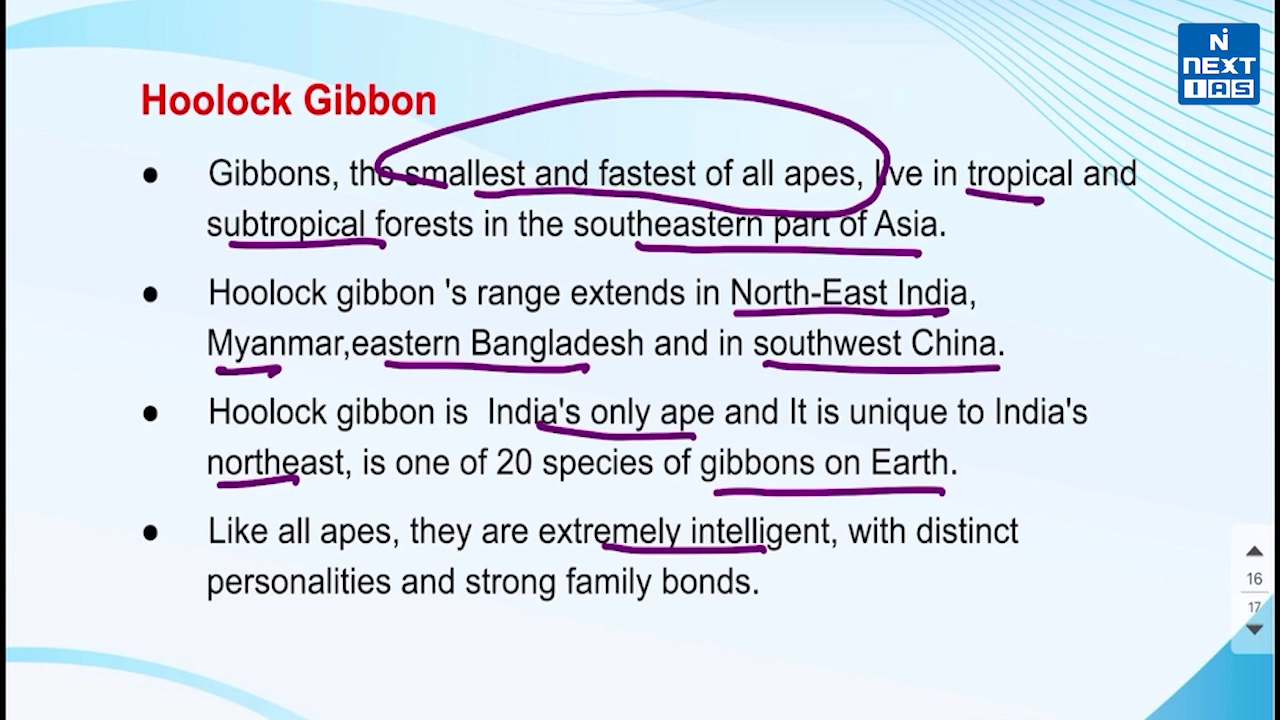 Ni
NEXT
IAS
Hoolock Gibbon
● Gibbons, the smallest and fastest of all apes, live in tropical and
subtropical forests in the southeastern part of Asia.
● Hoolock gibbon 's range extends in North-East India,
Myanmar,eastern Bangladesh and in southwest China.
● Hoolock gibbon is India's only ape and It is unique to India's
northeast, is one of 20 species of gibbons on Earth.
● Like all apes, they are extremely intelligent, with distinct
personalities and strong family bonds.
16
17